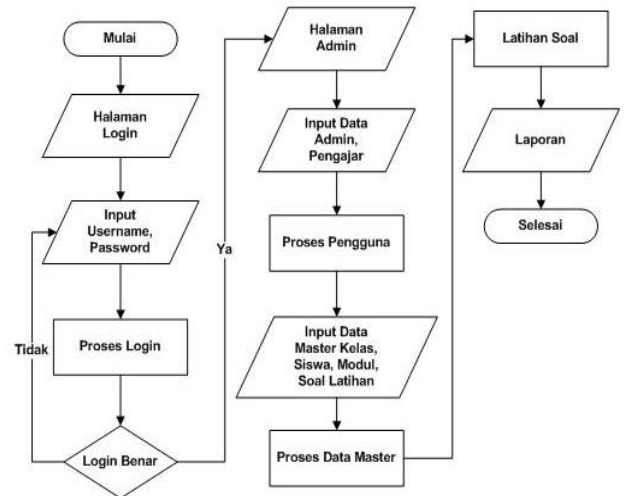 Mulai
Halaman
Login
Input
Username,
Password
Proses Login
Login Benar
Tidak
Ya
Halaman
Admin
Input Data
Admin,
Pengajar
Proses Pengguna
Input Data
Master Kelas,
Siswa, Modul,
Soal Latihan
Proses Data Master
Latihan Soal
Laporan
Selesai